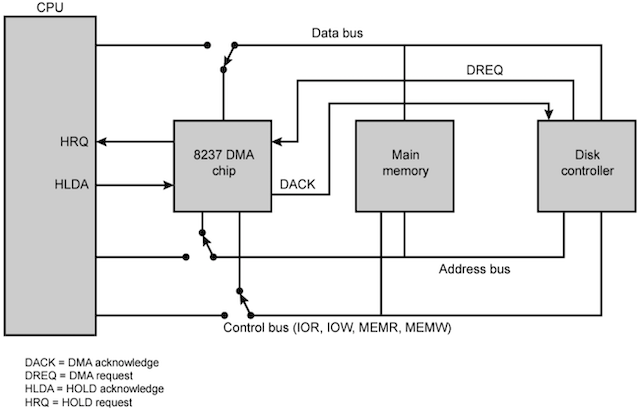 CPU
Data bus
DREQ
HRQ
8237 DMA
chip
Main
memory
Disk
controller
HLDA
DACK
Address bus
Control bus (IOR, IOW, MEMR, MEMW)
DACK = DMA acknowledge
DREQ = DMA request
HLDA = HOLD acknowledge
HRQ = HOLD request